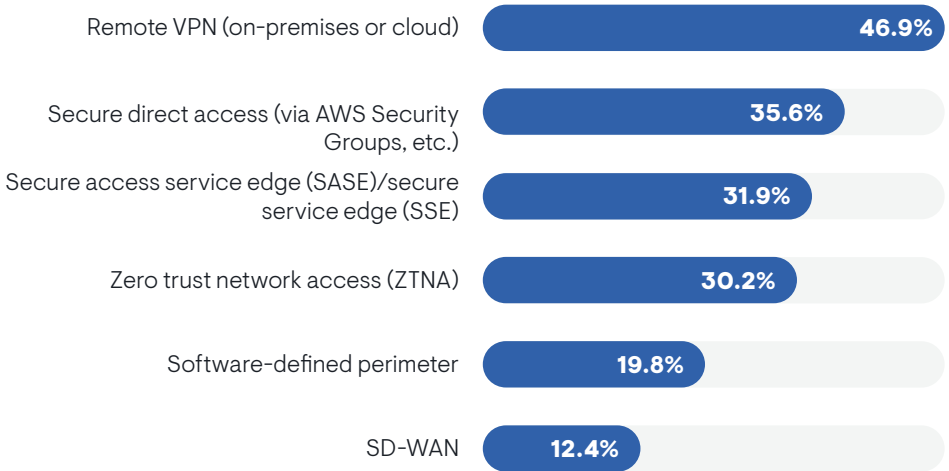 Remote VPN (on-premises or cloud)
46.9%
Secure direct access (via AWS Security
Groups, etc.)
35.6%
Secure access service edge (SASE)/secure
service edge (SSE)
31.9%
Zero trust network access (ZTNA)
30.2%
Software-defined perimeter
19.8%
SD-WAN
12.4%